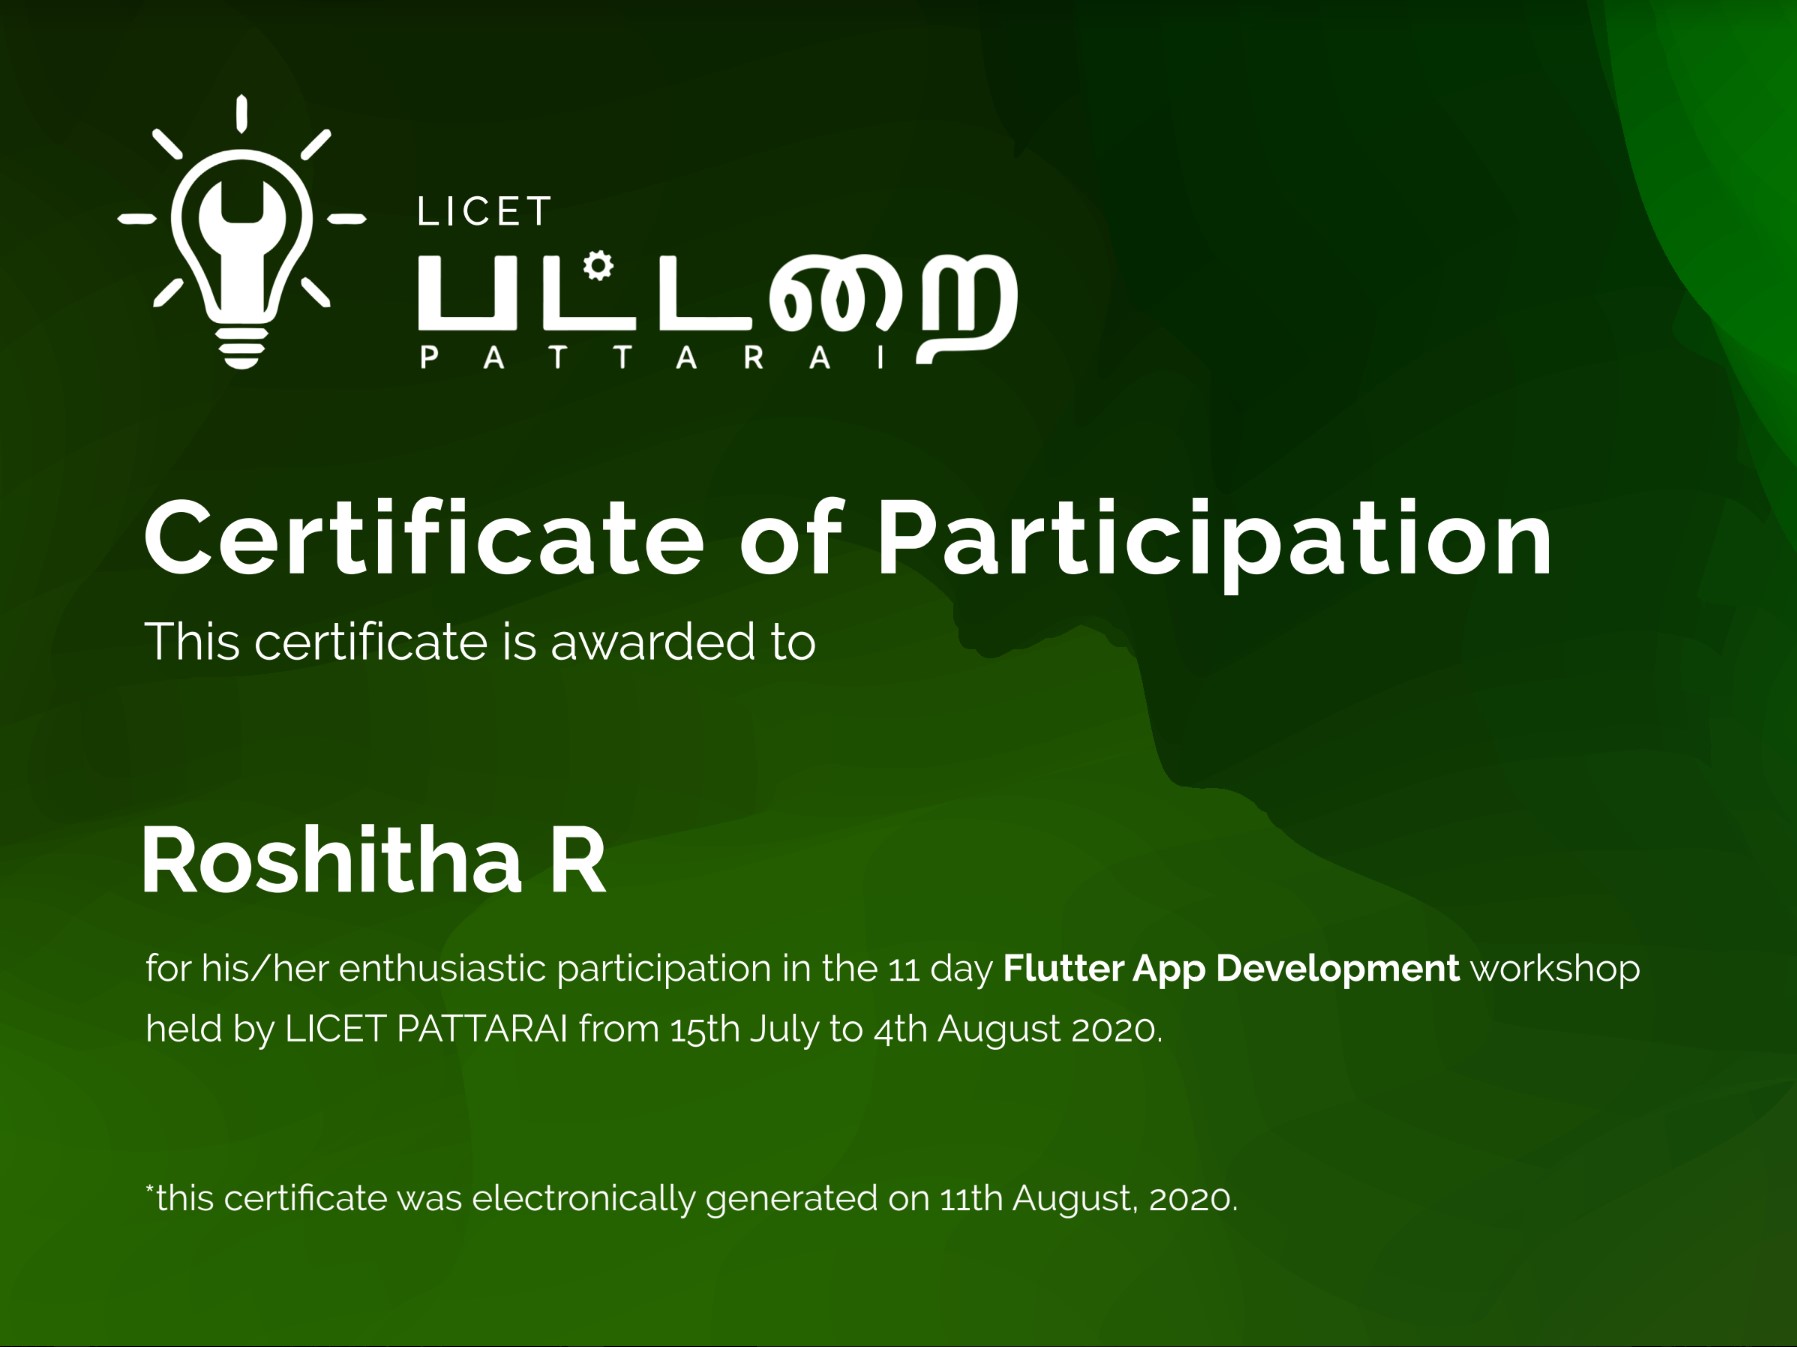 LICET
பட்டறை
PATTARAI
Certificate of Participation
This certificate is awarded to
Roshitha R
for his/her enthusiastic participation in the 11 day Flutter App Development workshop
held by LICET PATTARAI from 15th July to 4th August 2020.
*this certificate was electronically generated on 11th August, 2020.